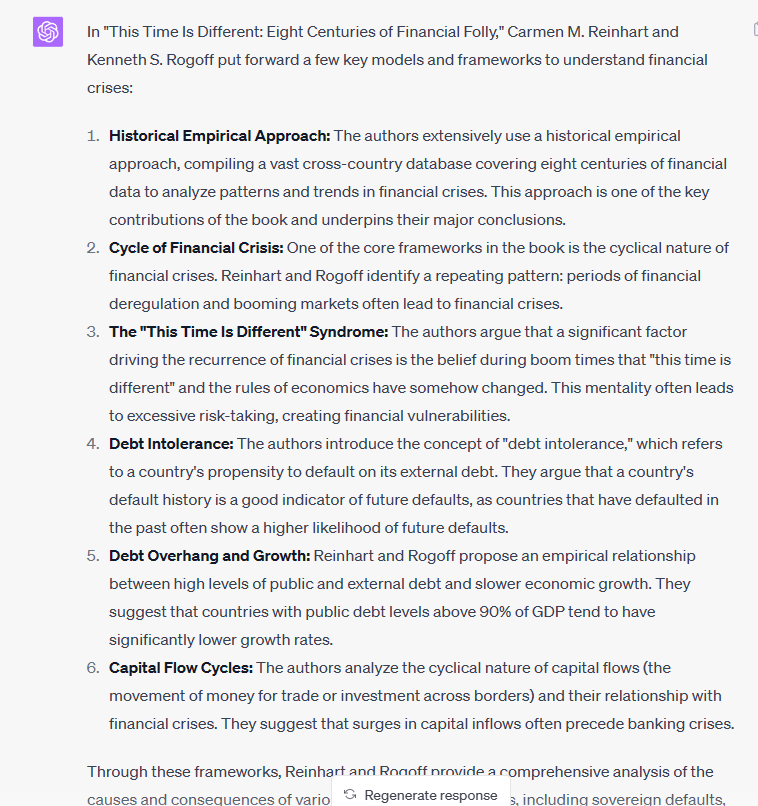 In "This Time Is Different: Eight Centuries of Financial Folly," Carmen M. Reinhart and
Kenneth S. Rogoff put forward a few key models and frameworks to understand financial
crises:
1. Historical Empirical Approach: The authors extensively use a historical empirical
approach, compiling a vast cross-country database covering eight centuries of financial
data to analyze patterns and trends in financial crises. This approach is one of the key
contributions of the book and underpins their major conclusions.
2. Cycle of Financial Crisis: One of the core frameworks in the book is the cyclical nature of
financial crises. Reinhart and Rogoff identify a repeating pattern: periods of financial
deregulation and booming markets often lead to financial crises.
3. The "This Time Is Different" Syndrome: The authors argue that a significant factor
driving the recurrence of financial crises is the belief during boom times that "this time is
different" and the rules of economics have somehow changed. This mentality often leads
to excessive risk-taking, creating financial vulnerabilities.
4. Debt Intolerance: The authors introduce the concept of "debt intolerance," which refers
to a country's propensity to default on its external debt. They argue that a country's
default history is a good indicator of future defaults, as countries that have defaulted in
the past often show a higher likelihood of future defaults.
5. Debt Overhang and Growth: Reinhart and Rogoff propose an empirical relationship
between high levels of public and external debt and slower economic growth. They
suggest that countries with public debt levels above 90% of GDP tend to have
significantly lower growth rates.
6. Capital Flow Cycles: The authors analyze the cyclical nature of capital flows (the
movement of money for trade or investment across borders) and their relationship with
financial crises. They suggest that surges in capital inflows often precede banking crises.
Through these frameworks, Reinhart and Rogoff provide a comprehensive analysis of the
causes and consequences of vario s, including sovereign defaults,
Regenerate response